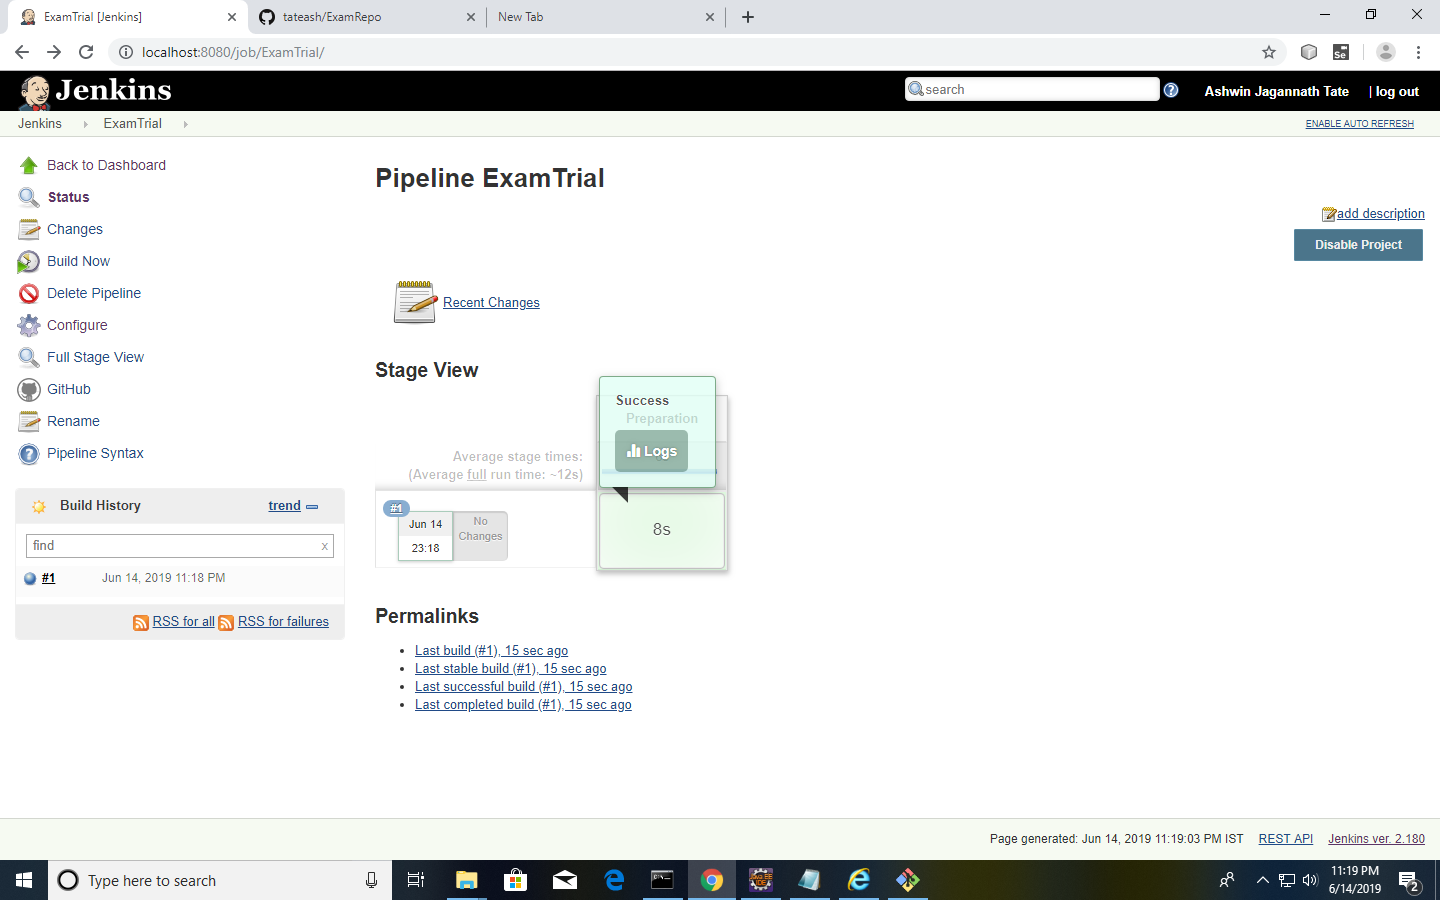 ExamTrial [Jenkins]
tateash/ExamRepo
New Tab
localhost:8080/job/ExamTrial/
Se
Jenkins
search
Ashwin Jagannath Tate
| log out
Jenkins
ExamTrial
ENABLE AUTO REFRESH
Back to Dashboard
Status
Changes
Build Now
Delete Pipeline
Configure
Full Stage View
GitHub
Rename
Pipeline Syntax
Build History
trend
find
x
#1
Jun 14, 2019 11:18 PM
RSS for all
RSS for failures
Pipeline ExamTrial
add description
Disable Project
Recent Changes
Stage View
Success
Preparation
Logs
Average stage times:
(Average full run time: ~12s)
#1
Jun 14
23:18
No
Changes
8s
Permalinks
Last build (#1), 15 sec ago
Last stable build (#1), 15 sec ago
Last successful build (#1), 15 sec ago
Last completed build (#1), 15 sec ago
Page generated: Jun 14, 2019 11:19:03 PM IST
REST API
Jenkins ver. 2.180
Type here to search
11:19 PM
6/14/2019
2